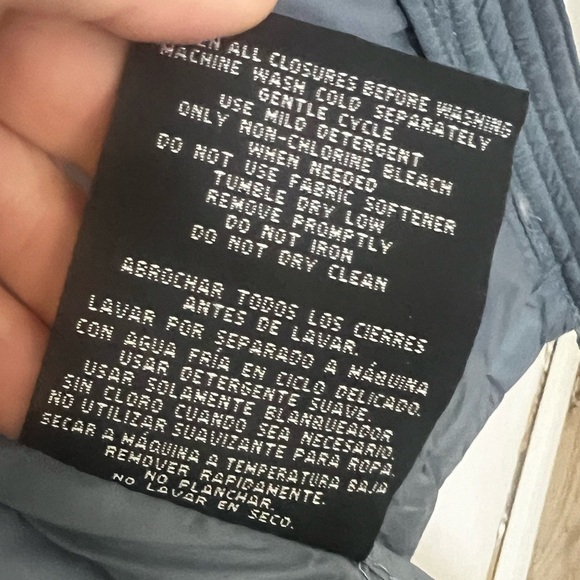 ALL CLOSURES BEFORE WASHING
MACHINE WASH COLD SEPARATELY
GENTLE CYCLE
USE MILD DETERGENT
ONLY NON-CHLORINE BLEACH
WHEN NEEDED
DO NOT USE FABRIC SOFTENER
TUMBLE DRY LOW
REMOVE PROMPTLY
DO NOT IRON
DO NOT DRY CLEAN
ABROCHAR TODOS LOS CIERRES
ANTES DE LAVAR.
LAVAR POR SEPARADO A MÁQUINA
CON AGUA FRÍA EN CICLO DELICADO.
USAR DETERGENTE SUAVE.
USAR SOLAMENTE BLANQUEADOR
SIN CLORO CUANDO SEA NECESARIO.
NO UTILIZAR SUAVIZANTE PARA ROPA.
SECAR A MÁQUINA A TEMPERATURA BAJA
REMOVER RAPIDAMENTE.
NO PLANCHAR.
NO LAVAR EN SECO.